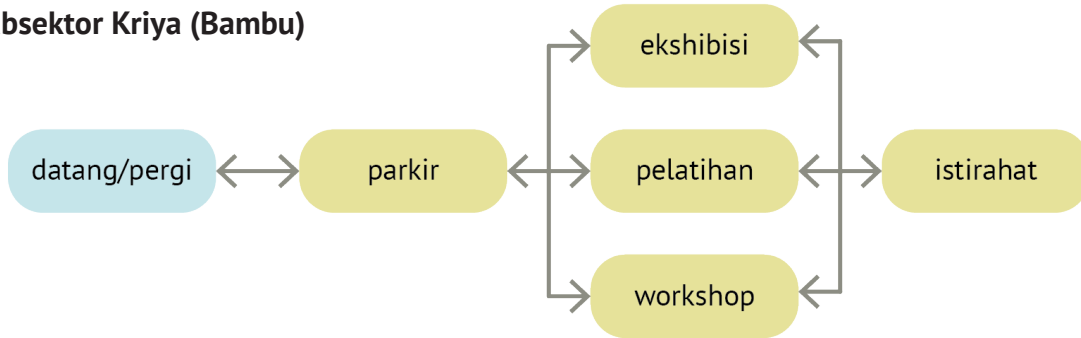 bsektor Kriya (Bambu)
ekshibisi
datang/pergi
parkir
pelatihan
istirahat
workshop